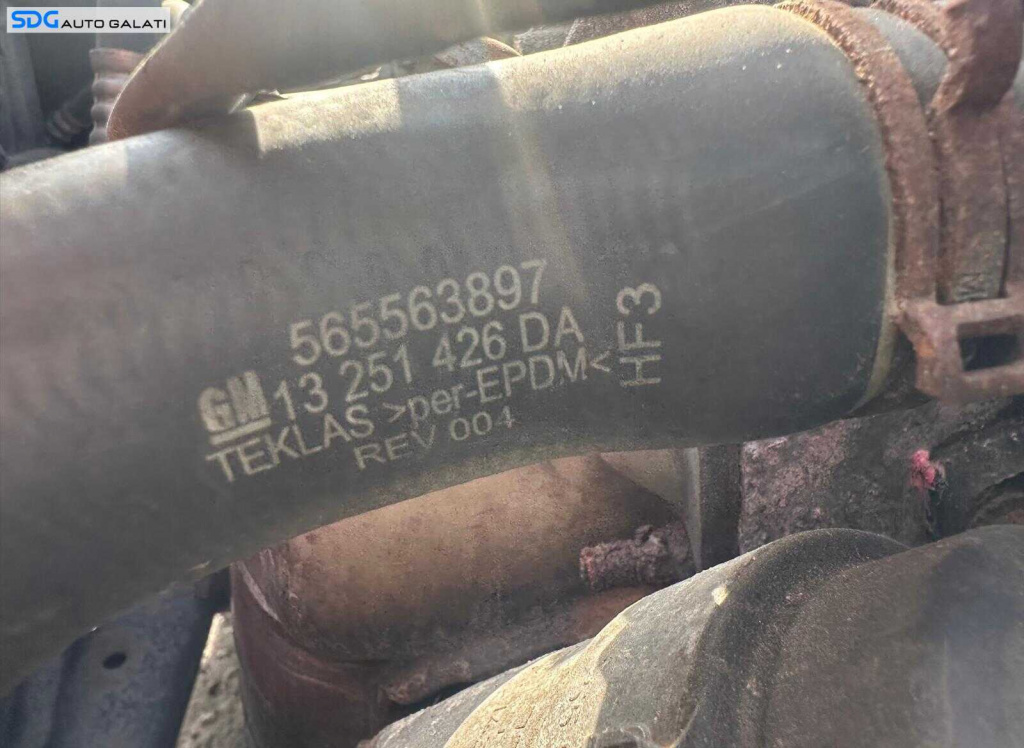 SDG AUTO GALATI
565563897
GM 13 251 426 DA
TEKLAS >per-EPDM<
REV 004
HF3